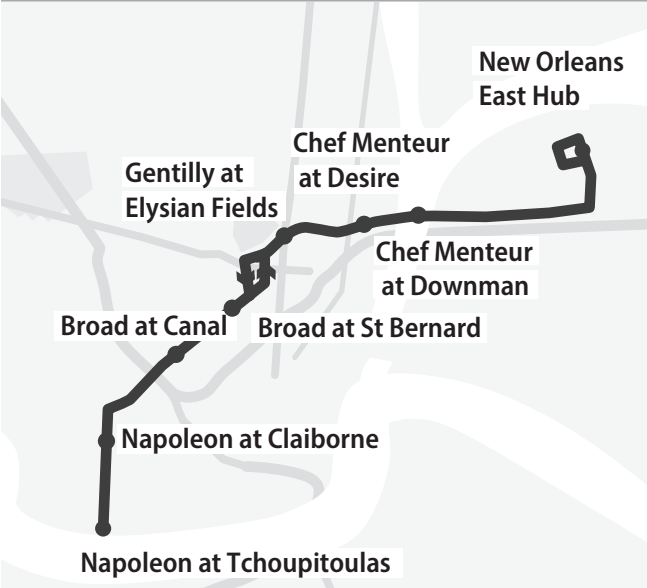 New Orleans
East Hub
Chef Menteur
at Desire
Gentilly at
Elysian Fields
Chef Menteur
at Downman
Broad at Canal
Broad at St Bernard
Napoleon at Claiborne
Napoleon at Tchoupitoulas